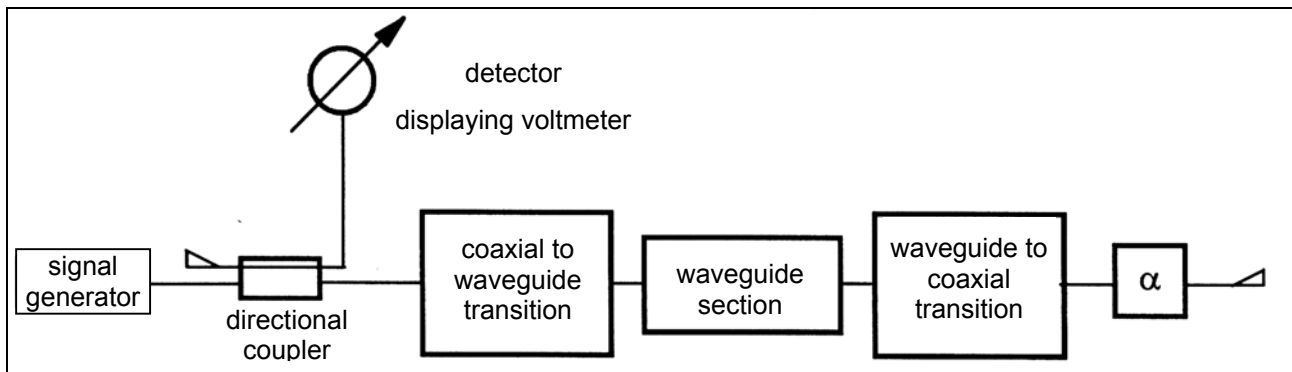 detector
displaying voltmeter
signal
generator
directional
coupler
coaxial to
waveguide
transition
waveguide
section
waveguide to
coaxial
transition
α